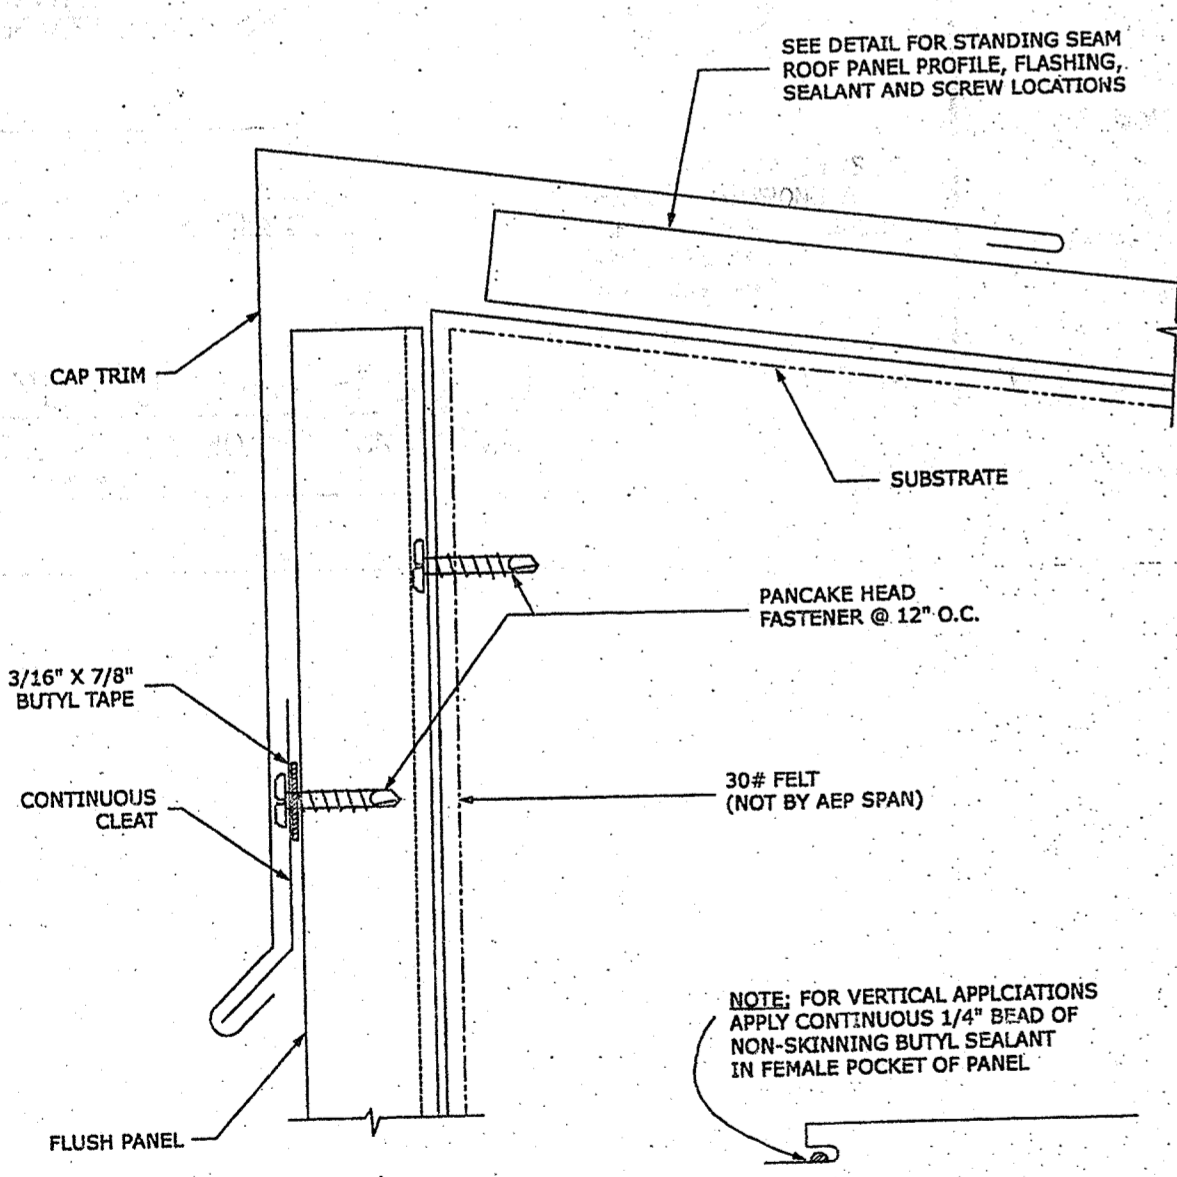 SEE DETAIL FOR STANDING SEAM
ROOF PANEL PROFILE, FLASHING,
SEALANT AND SCREW LOCATIONS
CAP TRIM
SUBSTRATE
PANCAKE HEAD
FASTENER @ 12" O.C.
3/16" X 7/8"
BUTYL TAPE
30# FELT
(NOT BY AEP SPAN)
CONTINUOUS
CLEAT
NOTE: FOR VERTICAL APPLCIATIONS
APPLY CONTINUOUS 1/4" BEAD OF
NON-SKINNING BUTYL SEALANT
IN FEMALE POCKET OF PANEL
FLUSH PANEL